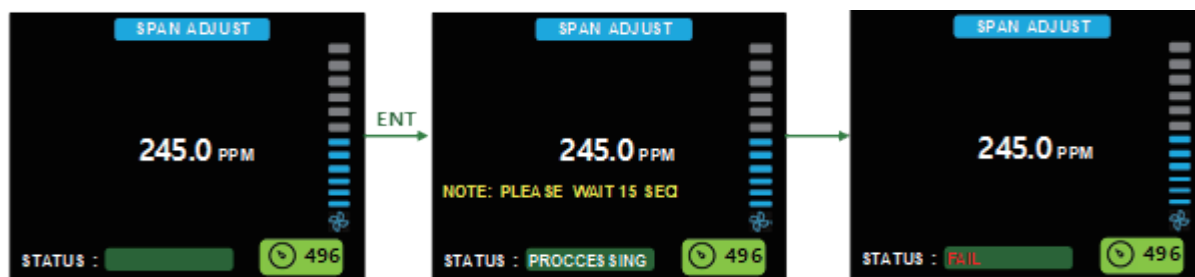 SPAN ADJUST
245.0 PPM
STATUS :
496
ENT
SPAN ADJUST
245.0 PPM
NOTE: PLEASE WAIT 15 SEC
STATUS : PROCCESSING
496
SPAN ADJUST
245.0 PPM
STATUS : FAIL
496